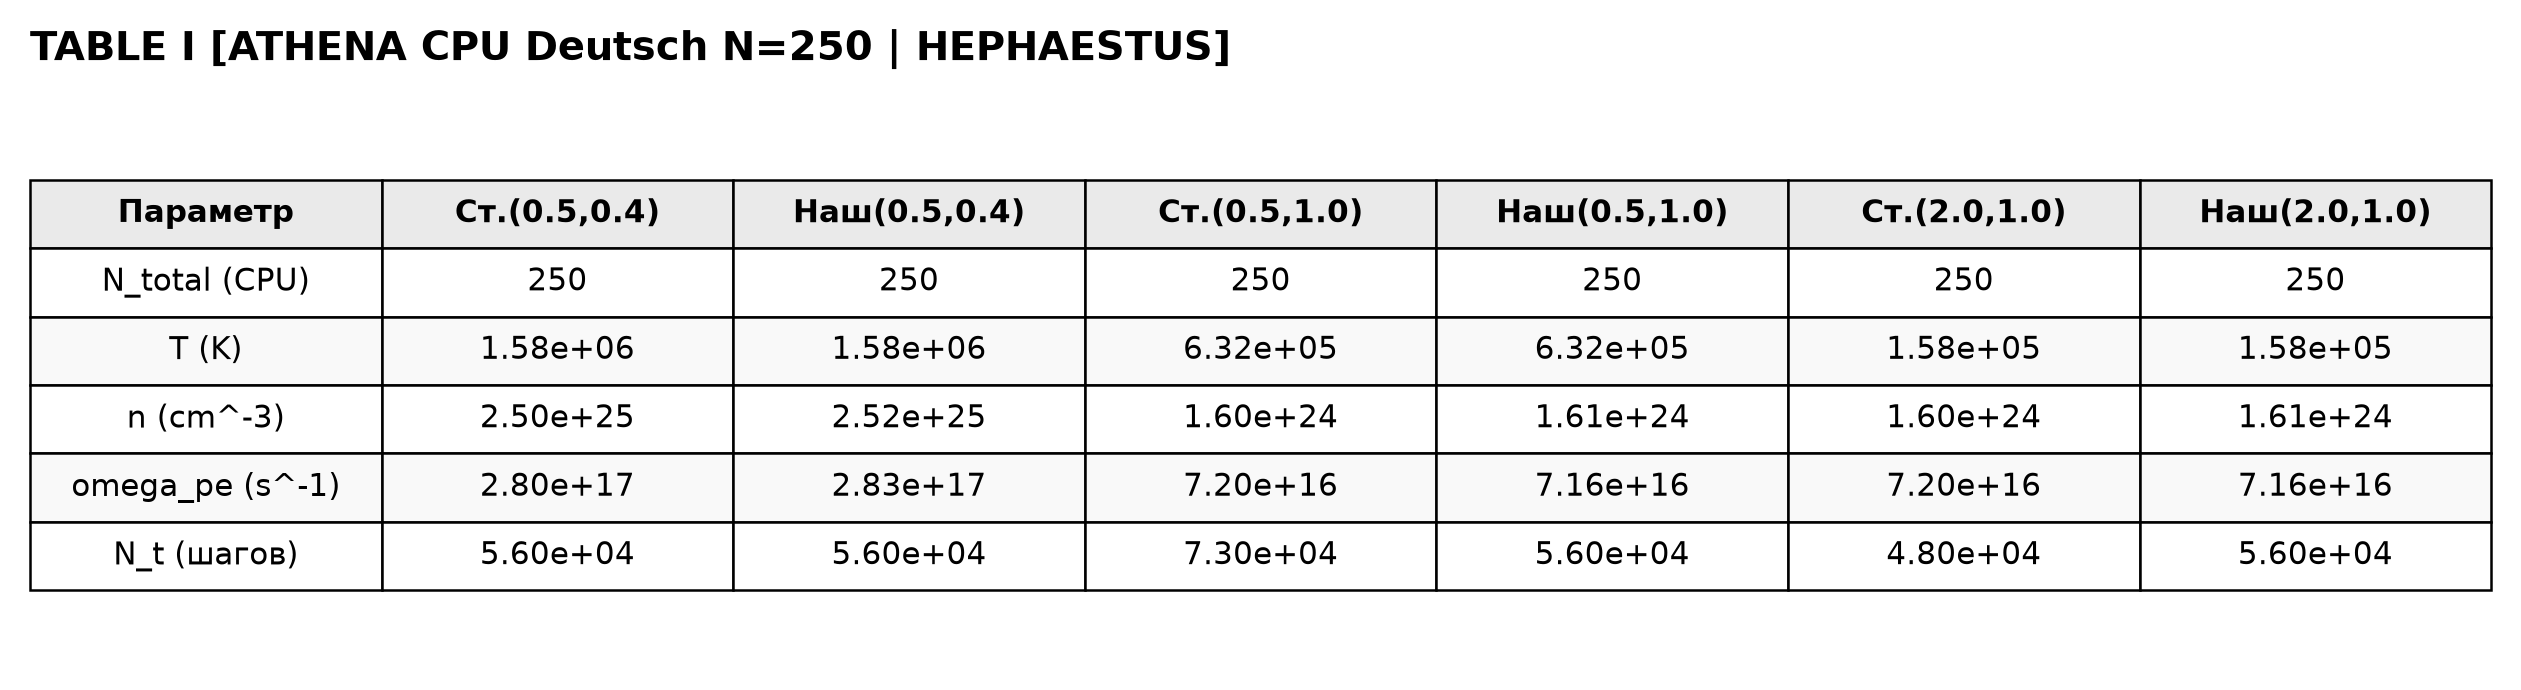 TABLE I [ATHENA CPU Deutsch N=250 | HEPHAESTUS]
Параметр Ст.(0.5,0.4) Наш(0.5,0.4) Ст.(0.5,1.0) Наш(0.5,1.0) Ст.(2.0,1.0) Наш(2.0,1.0)
N_total (CPU) 250 250 250 250 250 250
T (K) 1.58e+06 1.58e+06 6.32e+05 6.32e+05 1.58e+05 1.58e+05
n (cm^-3) 2.50e+25 2.52e+25 1.60e+24 1.61e+24 1.60e+24 1.61e+24
omega_pe (s^-1) 2.80e+17 2.83e+17 7.20e+16 7.16e+16 7.20e+16 7.16e+16
N_t (шагов) 5.60e+04 5.60e+04 7.30e+04 5.60e+04 4.80e+04 5.60e+04